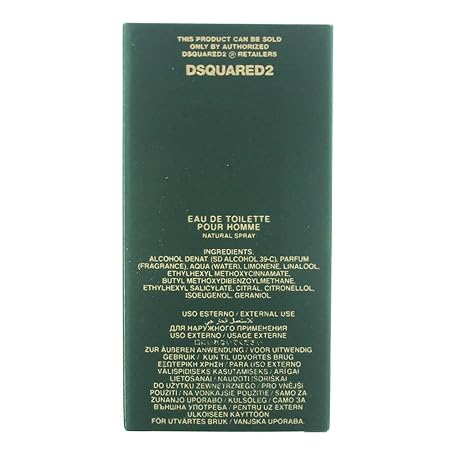 THIS PRODUCT CAN BE SOLD
ONLY BY AUTHORIZED
DSQUARED2 ® RETAILERS
DSQUARED2
EAU DE TOILETTE
POUR HOMME
NATURAL SPRAY
INGREDIENTS:
ALCOHOL DENAT (SD ALCOHOL 39-C), PARFUM
(FRAGRANCE), AQUA (WATER), LIMONENE, LINALOOL,
ETHYLHEXYL METHOXYCINNAMATE,
BUTYL METHOXYDIBENZOYLMETHANE,
ETHYLHEXYL SALICYLATE, CITRAL, CITRONELLOL,
ISOEUGENOL, GERANIOL
USO ESTERNO / EXTERNAL USE
للاستعمال الخارجي
ДЛЯ НАРУЖНОГО ПРИМЕНЕНИЯ
USO EXTERNO / USAGE EXTERNE
ZUR ÄUßEREN ANWENDUNG / VOOR UITWENDIG
GEBRUIK / KUN TIL UDVORTES BRUG
ΕΞΩΤΕΡΙΚΗ ΧΡΗΣΗ / PARA USO EXTERNO
VÄLISPIDISEKS KASUTAMISEKS / ĀRĪGAI
LIETOŠANAI / NAUDOTI IŠORIŠKAI
DO UŻYTKU ZEWNĘTRZNEGO / PRO VNĚJŠÍ
POUŽITÍ / NA VONKAJŠIE POUŽITIE / SAMO ZA
ZUNANJO UPORABO / KÜLSŐLEG / САМО ЗА
ВЪНШНА УПОТРЕБА / PENTRU UZ EXTERN
ULKOISEEN KÄYTTÖÖN
FÖR UTVÄRTES BRUK / VANJSKA UPORABA.